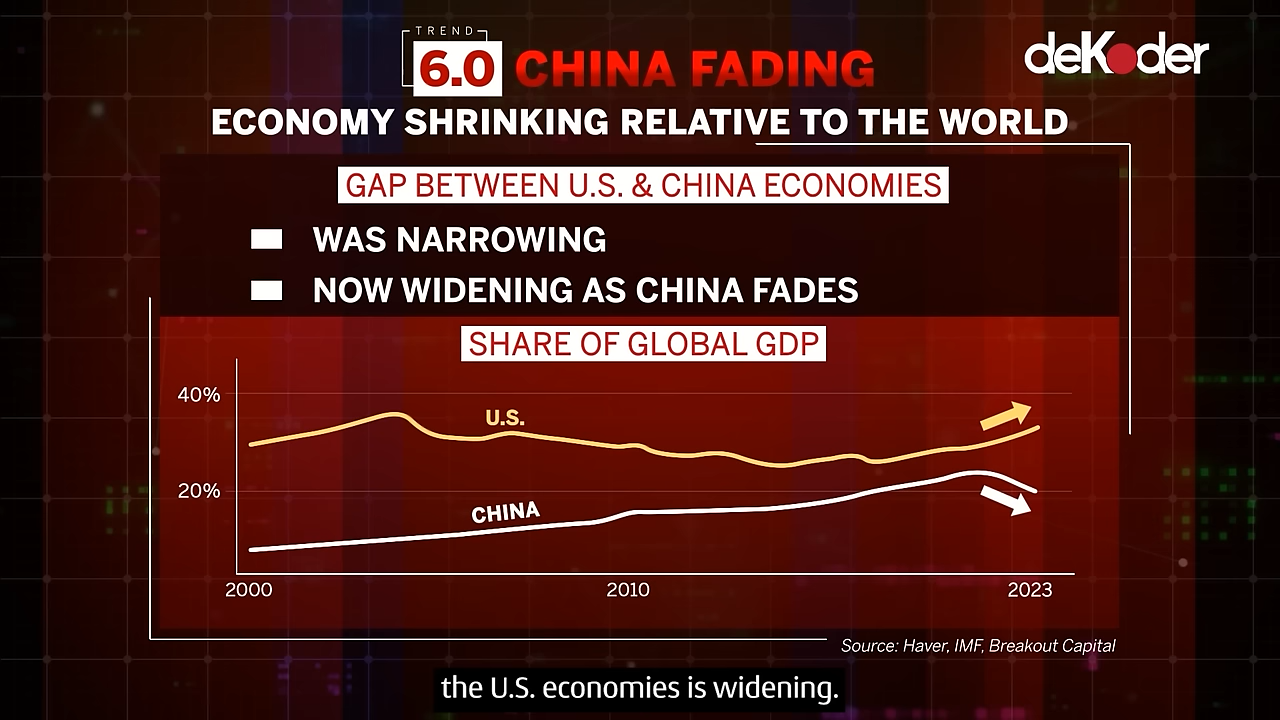 TREND
6.0 CHINA FADING
deKoder
ECONOMY SHRINKING RELATIVE TO THE WORLD
GAP BETWEEN U.S. & CHINA ECONOMIES
WAS NARROWING
NOW WIDENING AS CHINA FADES
SHARE OF GLOBAL GDP
40%
U.S.
20%
CHINA
2000 2010 2023
Source: Haver, IMF, Breakout Capital
the U.S. economies is widening.